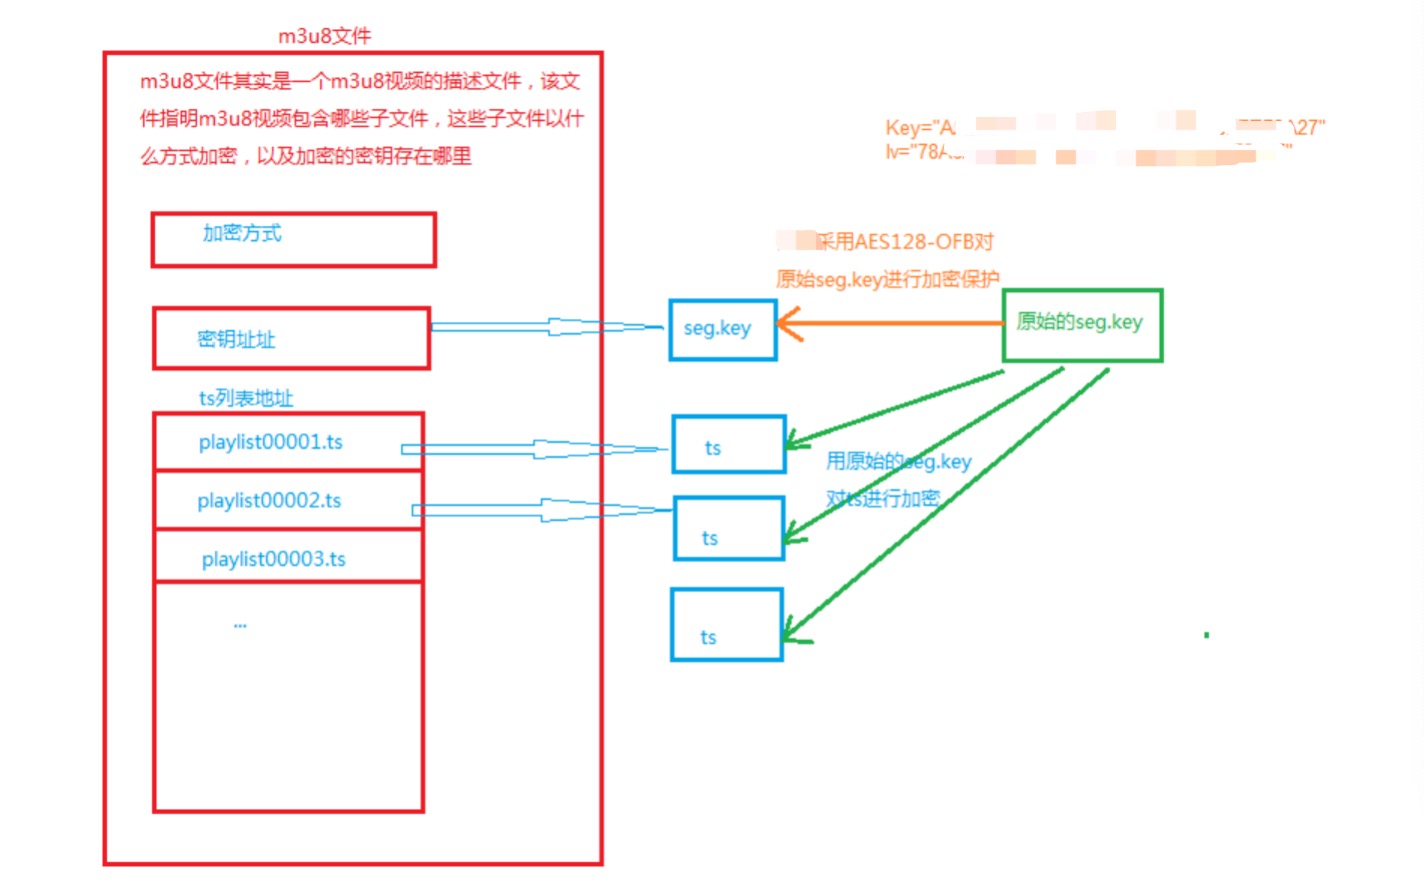 m3u8文件
m3u8文件其实是一个m3u8视频的描述文件，该文
件指明m3u8视频包含哪些子文件，这些子文件以什
么方式加密，以及加密的密钥存在哪里
加密方式
密钥址址
ts列表地址
playlist00001.ts
playlist00002.ts
playlist00003.ts
...
seg.key
ts
ts
ts
Key="A
27"
Iv="78A
"
采用AES128-OFB对
原始seg.key进行加密保护
原始的seg.key
用原始的seg.key
对ts进行加密